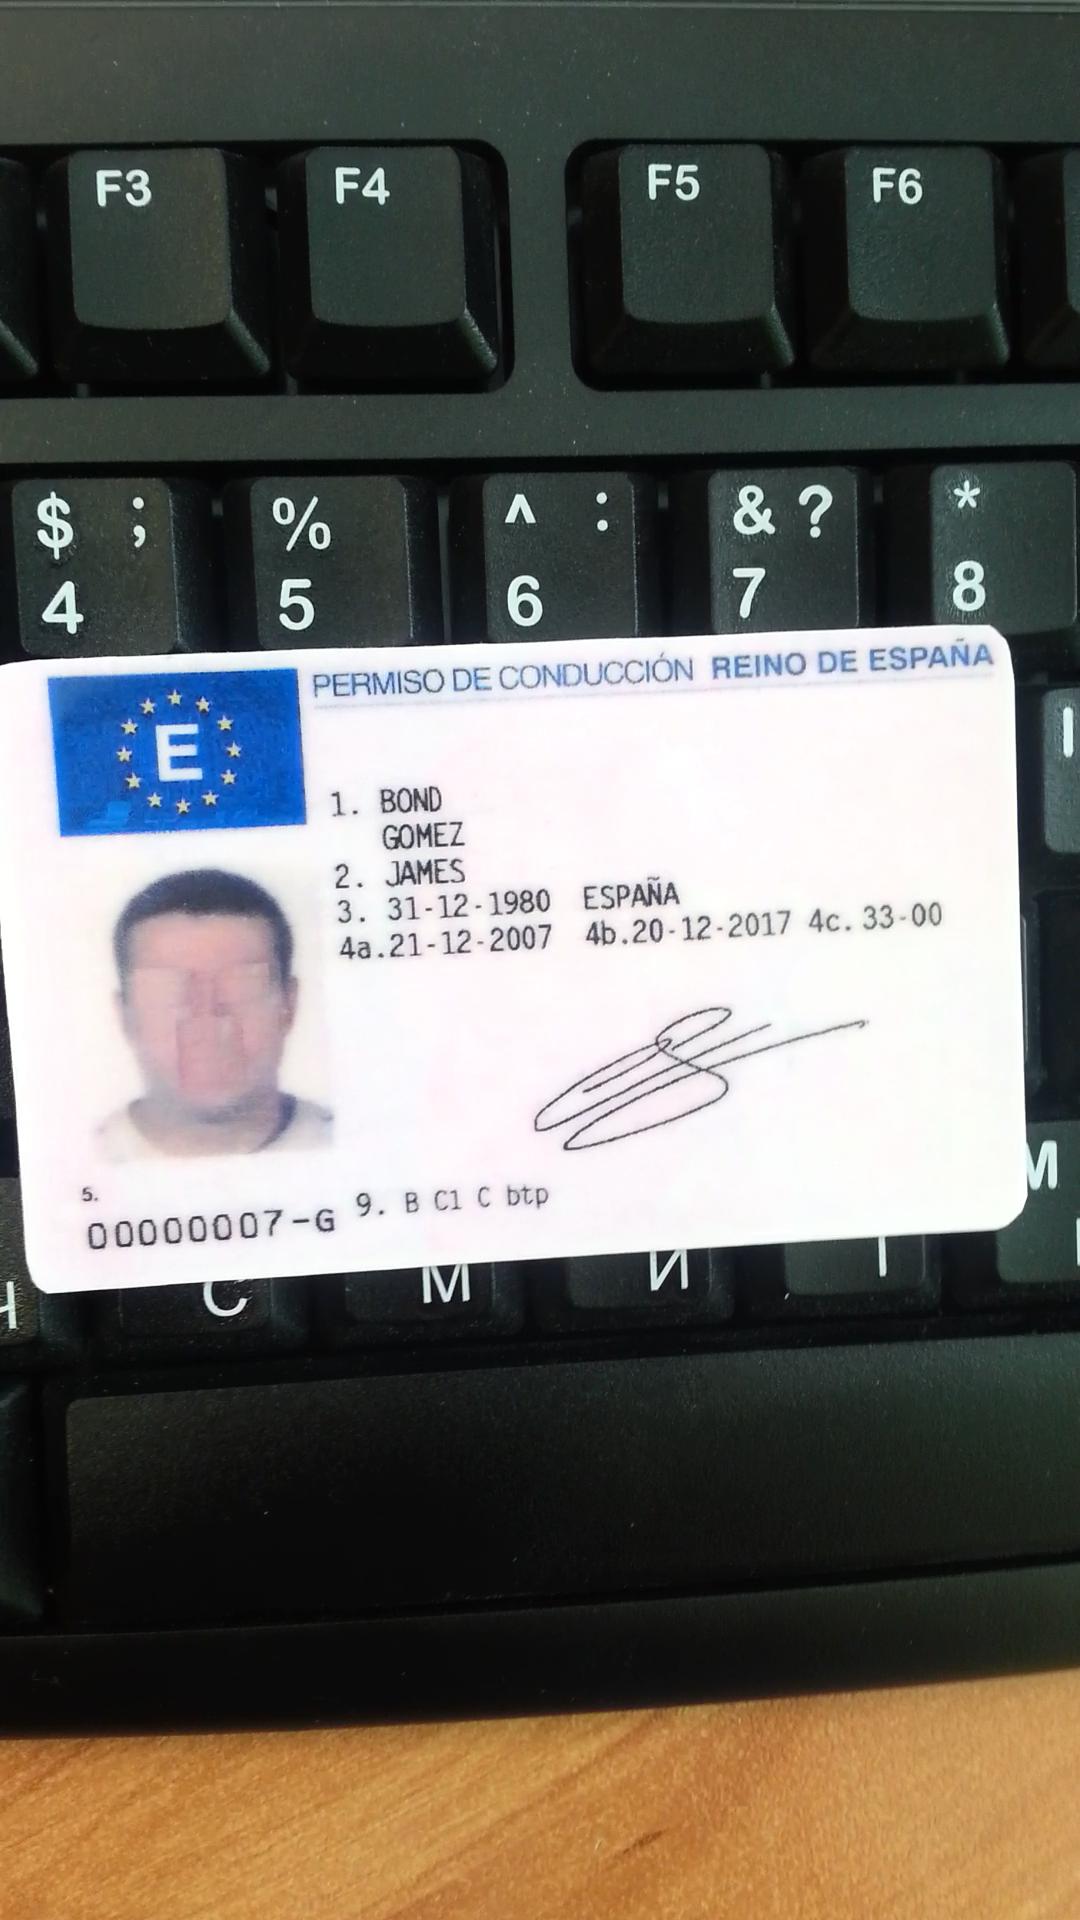 F3 F4 F5 F6
$ ; % ^ : & ? *
4 5 6 7 8
PERMISO DE CONDUCCIÓN REINO DE ESPAÑA
E
1. BOND
GOMEZ
2. JAMES
3. 31-12-1980 ESPAÑA
4a.21-12-2007 4b.20-12-2017 4c. 33-00
5.
00000007-G 9. B C1 C btp
М
С М И І